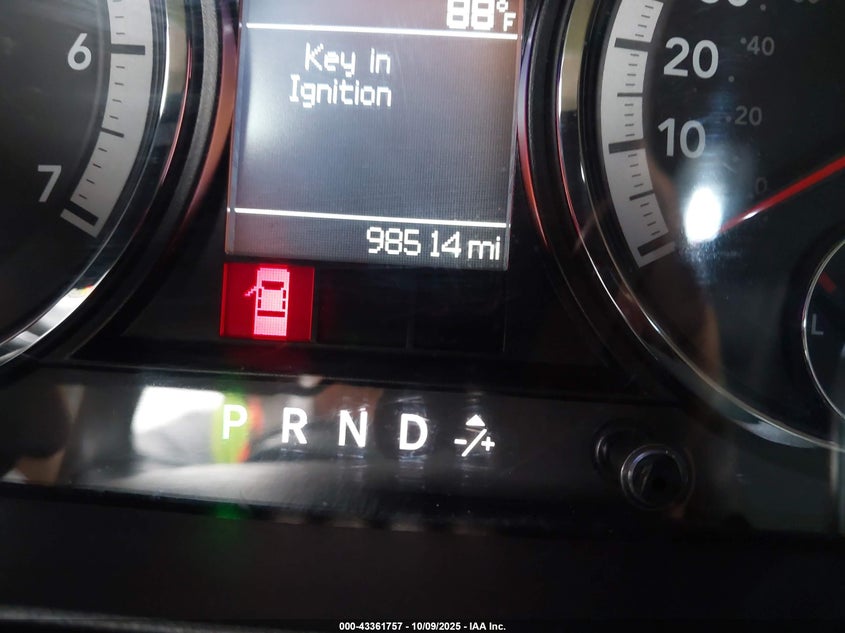 88°F
Key in
Ignition
98514 mi
6
7
20
10
40
20
0
L
P R N D -/+
000-43361757 - 10/09/2025 - IAA Inc.